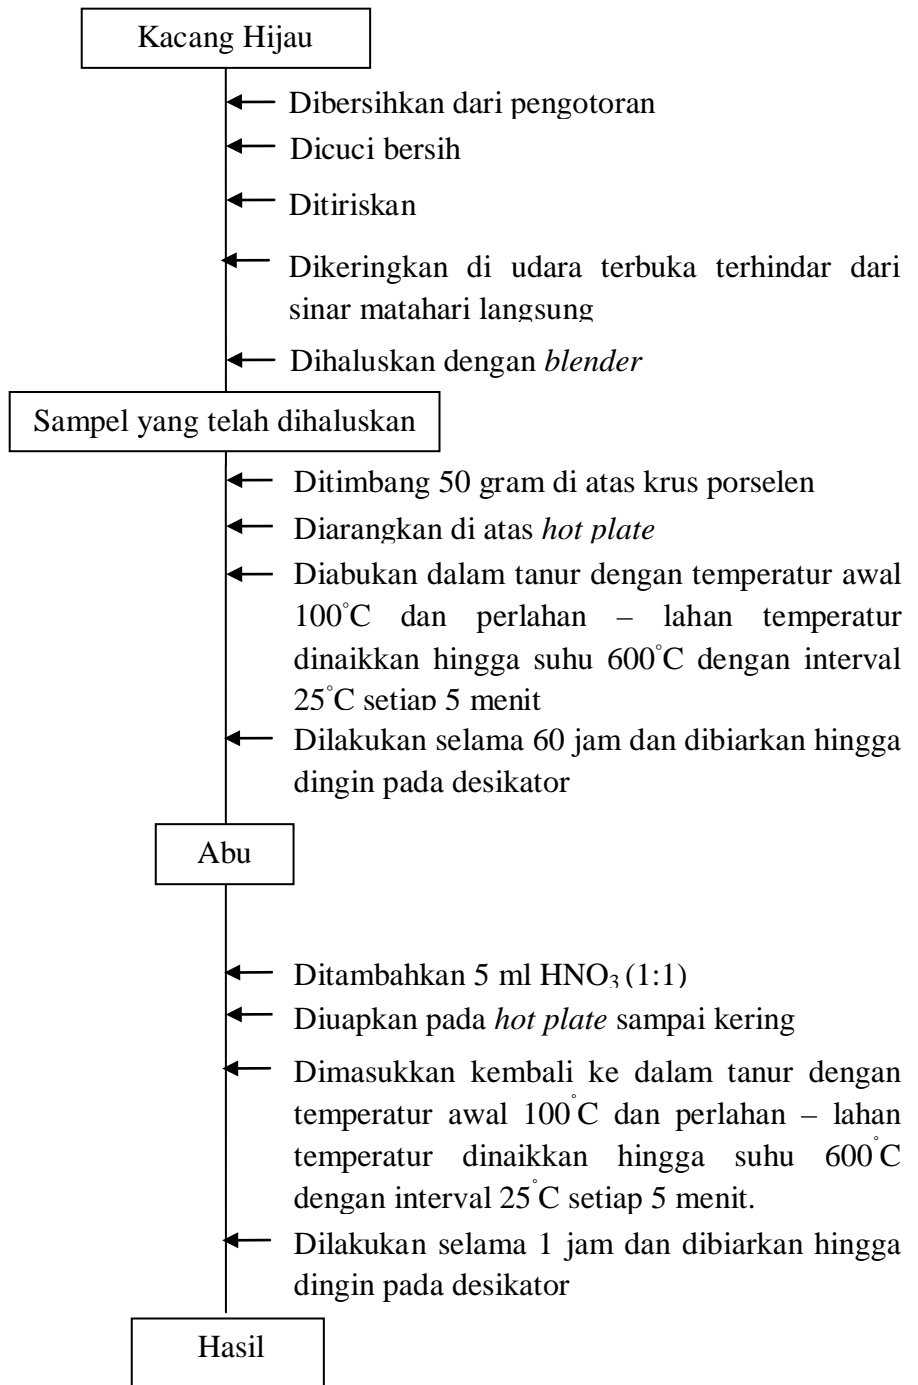 Kacang Hijau
Dibersihkan dari pengotoran
Dicuci bersih
Ditiriskan
Dikeringkan di udara terbuka terhindar dari
sinar matahari langsung
Dihaluskan dengan blender
Sampel yang telah dihaluskan
Ditimbang 50 gram di atas krus porselen
Diarangkan di atas hot plate
Diabukan dalam tanur dengan temperatur awal
100°C dan perlahan – lahan temperatur
dinaikkan hingga suhu 600°C dengan interval
25°C setiap 5 menit
Dilakukan selama 60 jam dan dibiarkan hingga
dingin pada desikator
Abu
Ditambahkan 5 ml HNO₃ (1:1)
Diuapkan pada hot plate sampai kering
Dimasukkan kembali ke dalam tanur dengan
temperatur awal 100°C dan perlahan – lahan
temperatur dinaikkan hingga suhu 600°C
dengan interval 25°C setiap 5 menit.
Dilakukan selama 1 jam dan dibiarkan hingga
dingin pada desikator
Hasil